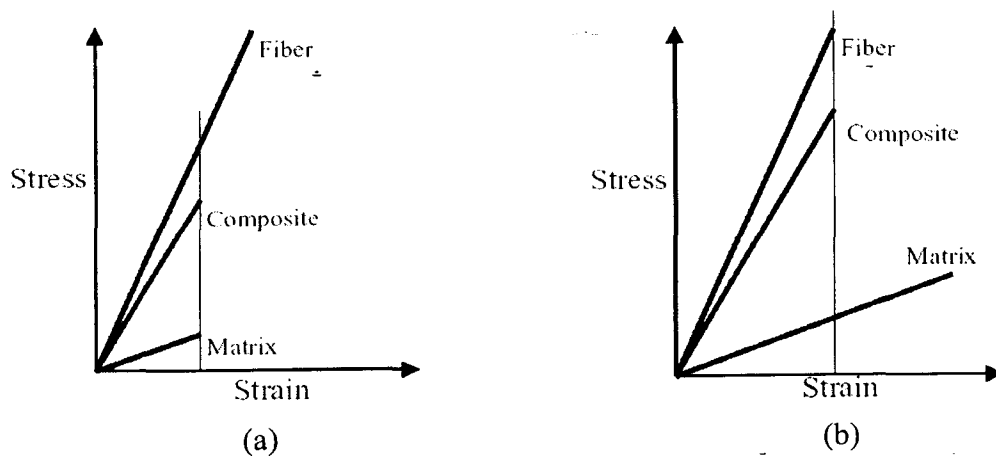 Fiber
Stress
Composite
Matrix
Strain
(a)
Fiber
Composite
Stress
Matrix
Strain
(b)